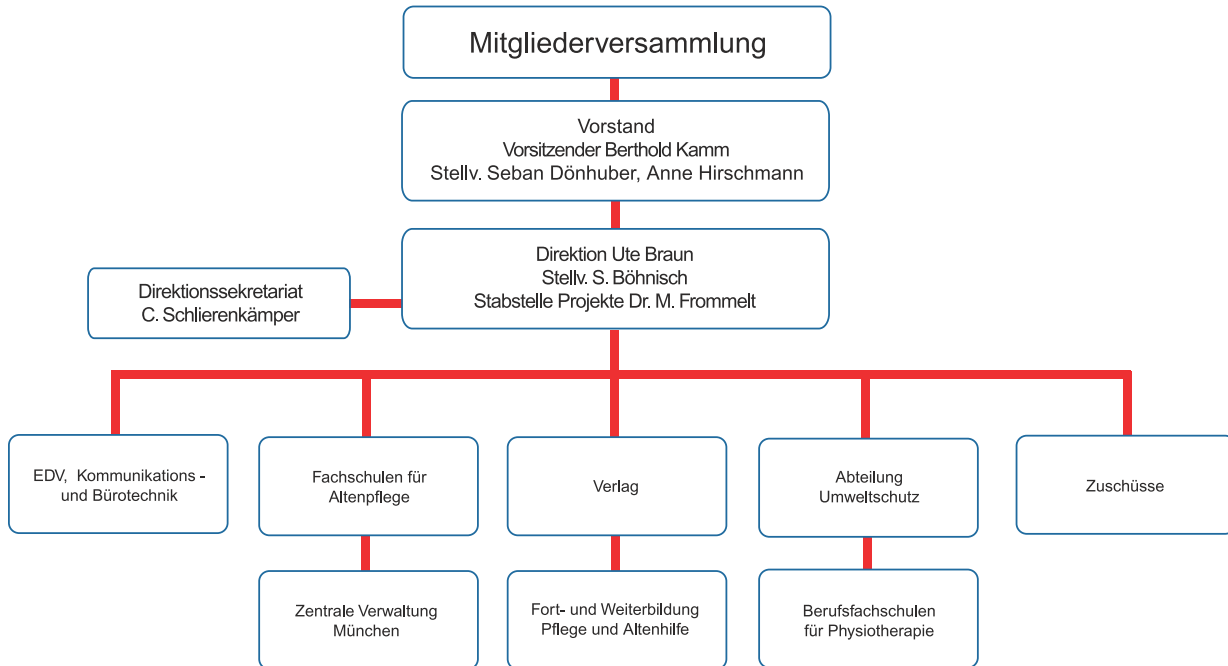 Mitgliederversammlung
Vorstand
Vorsitzender Berthold Kamm
Stellv. Seban Dönhuber, Anne Hirschmann
Direktion Ute Braun
Stellv. S. Böhnisch
Stabstelle Projekte Dr. M. Frommelt
Direktionssekretariat
C. Schlierenkämper
EDV, Kommunikations -
und Bürotechnik
Fachschulen für
Altenpflege
Verlag
Abteilung
Umweltschutz
Zuschüsse
Zentrale Verwaltung
München
Fort- und Weiterbildung
Pflege und Altenhilfe
Berufsfachschulen
für Physiotherapie